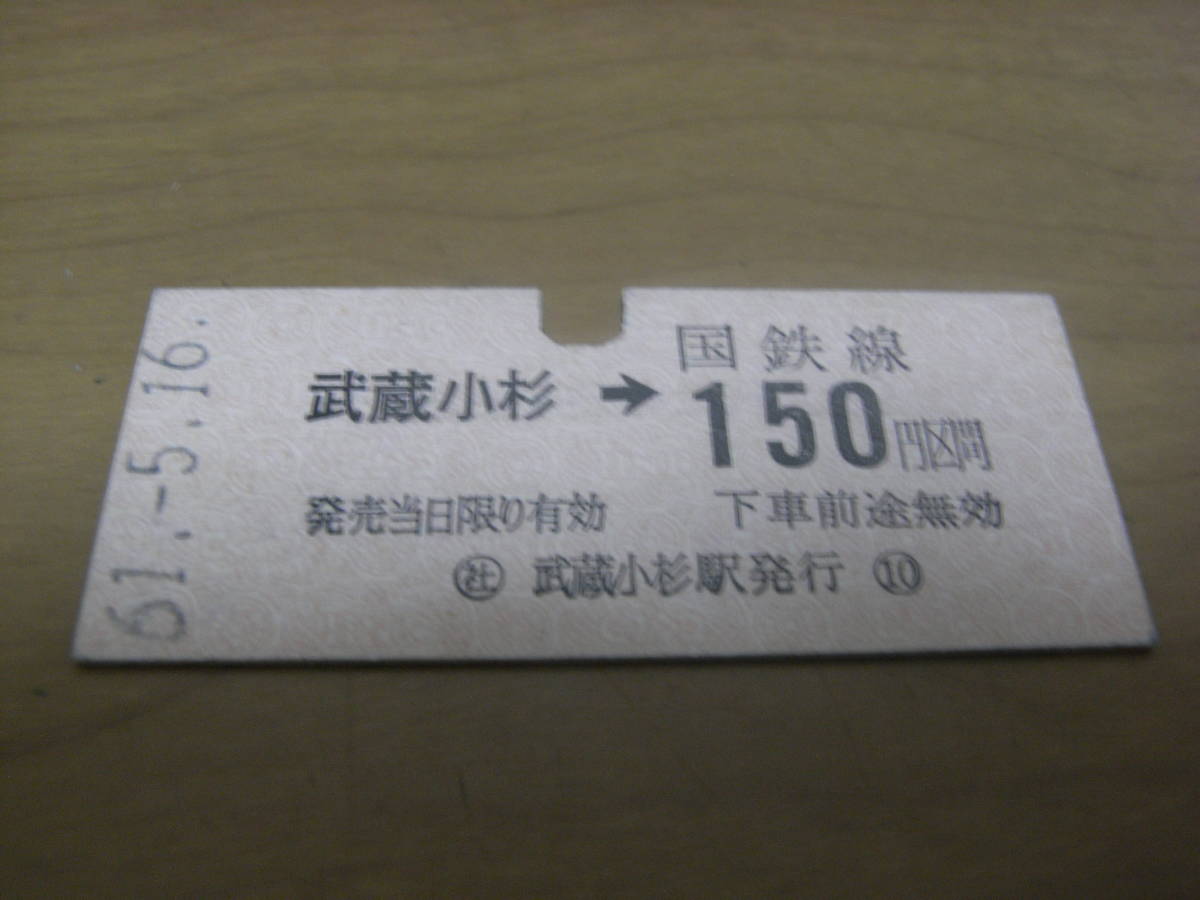 61.-5.16.
武蔵小杉 ➔ 国鉄線 150円区間
発売当日限り有効 下車前途無効
㊓ 武蔵小杉駅発行 ⑩